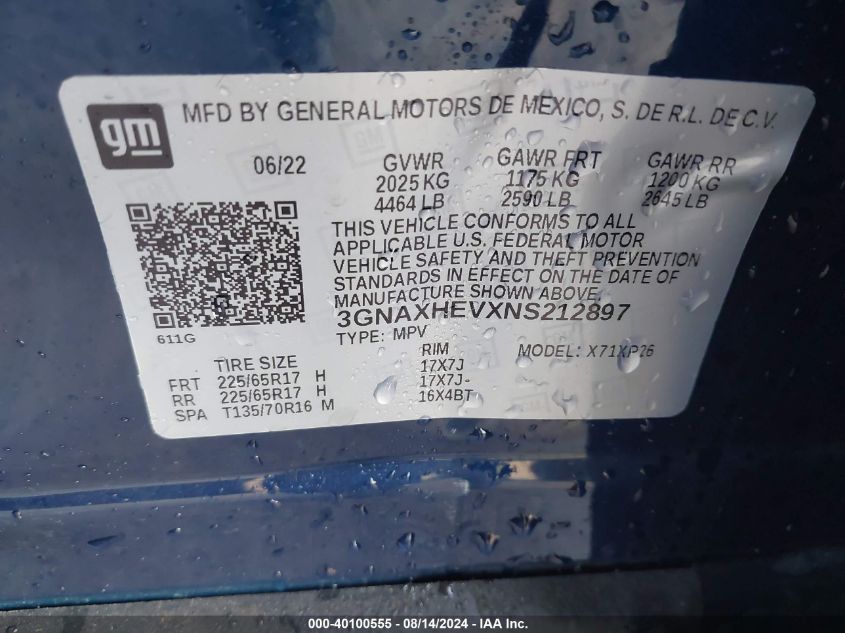 gm
MFD BY GENERAL MOTORS DE MEXICO, S. DE R.L. DE C.V.
06/22
GVWR GAWR FRT GAWR RR
2025 KG 1175 KG 1200 KG
4464 LB 2590 LB 2645 LB
THIS VEHICLE CONFORMS TO ALL
APPLICABLE U.S. FEDERAL MOTOR
VEHICLE SAFETY AND THEFT PREVENTION
STANDARDS IN EFFECT ON THE DATE OF
MANUFACTURE SHOWN ABOVE.
3GNAXHEVXNS212897
611G
TYPE: MPV
TIRE SIZE RIM MODEL: X71XP26
FRT 225/65R17 H 17X7J
RR 225/65R17 H 17X7J-
SPA T135/70R16 M 16X4BT
000-40100555 - 08/14/2024 - IAA Inc.